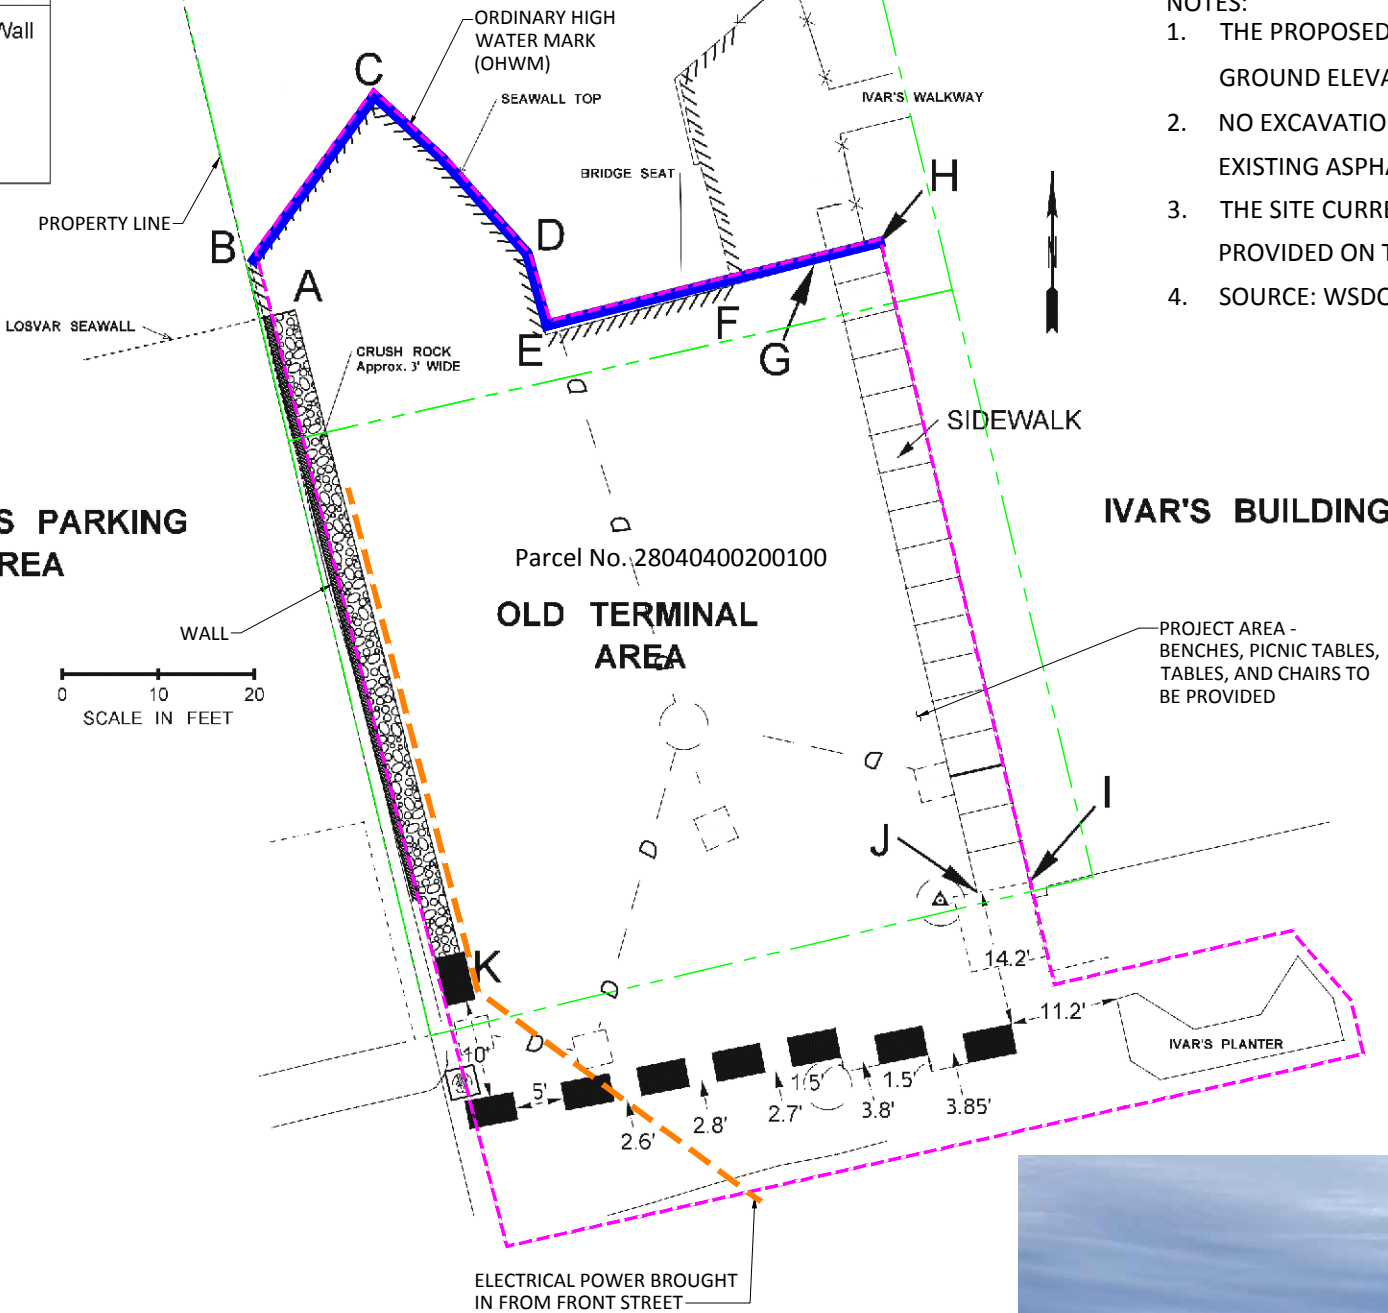 Wall
ORDINARY HIGH
WATER MARK
(OHWM)
C
SEAWALL TOP
NOTES:
1. THE PROPOSED
GROUND ELEVA
2. NO EXCAVATIO
EXISTING ASPHA
3. THE SITE CURRE
PROVIDED ON T
4. SOURCE: WSDO
IVAR'S WALKWAY
BRIDGE SEAT
H
PROPERTY LINE
B
D
A
N
LOSVAR SEAWALL
CRUSH ROCK
Approx. 3' WIDE
E
F
G
D
SIDEWALK
S PARKING
REA
IVAR'S BUILDING
D
Parcel No. 28040400200100
OLD TERMINAL
AREA
D
WALL
0 10 20
SCALE IN FEET
PROJECT AREA -
BENCHES, PICNIC TABLES,
TABLES, AND CHAIRS TO
BE PROVIDED
D
I
J
D
K
14.2'
D
11.2'
10'
D
IVAR'S PLANTER
5'
1.5'
1.5'
2.6'
2.8'
2.7'
3.8'
3.85'
ELECTRICAL POWER BROUGHT
IN FROM FRONT STREET